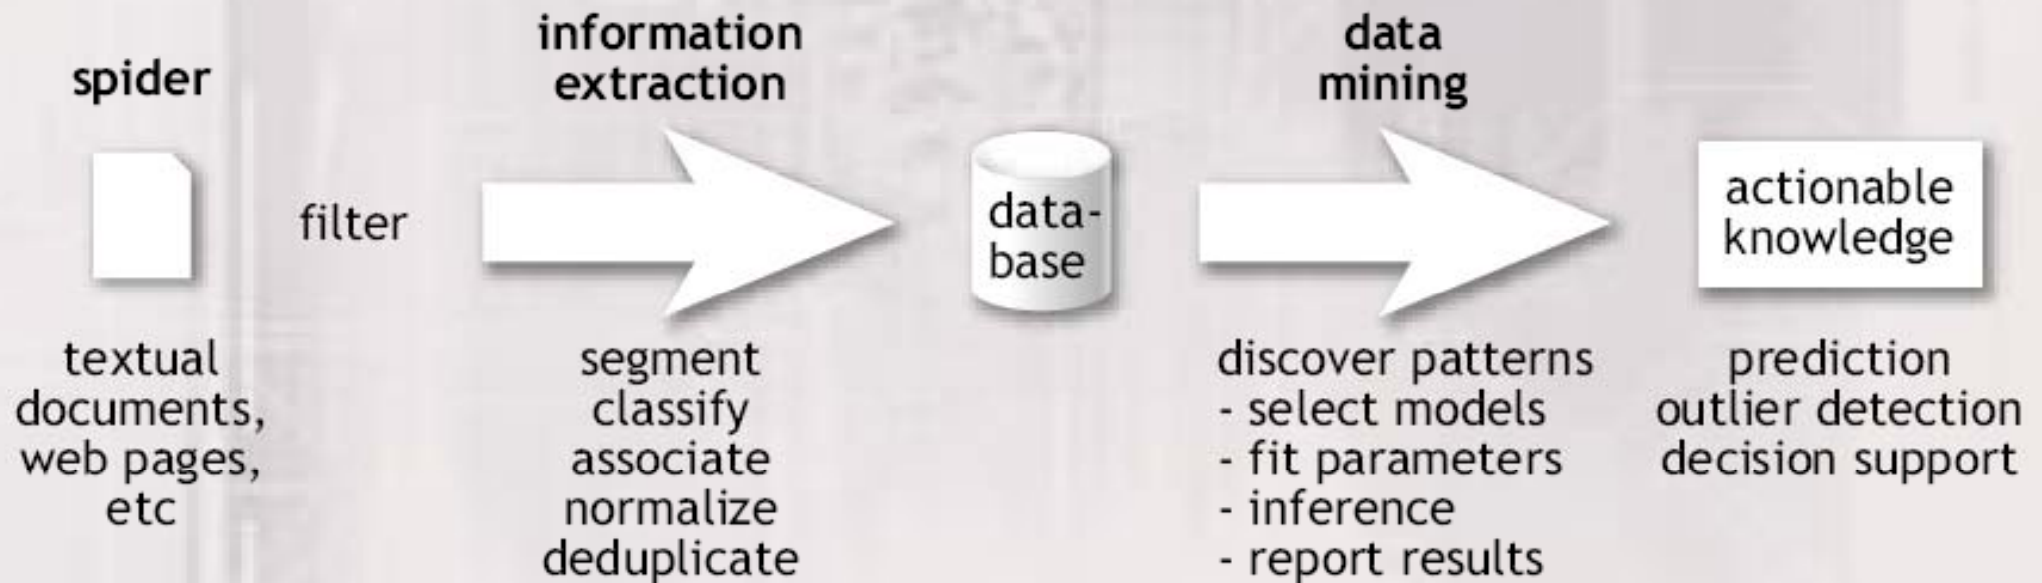 spider
textual
documents,
web pages,
etc
filter
information
extraction
segment
classify
associate
normalize
deduplicate
data-
base
data
mining
discover patterns
- select models
- fit parameters
- inference
- report results
actionable
knowledge
prediction
outlier detection
decision support